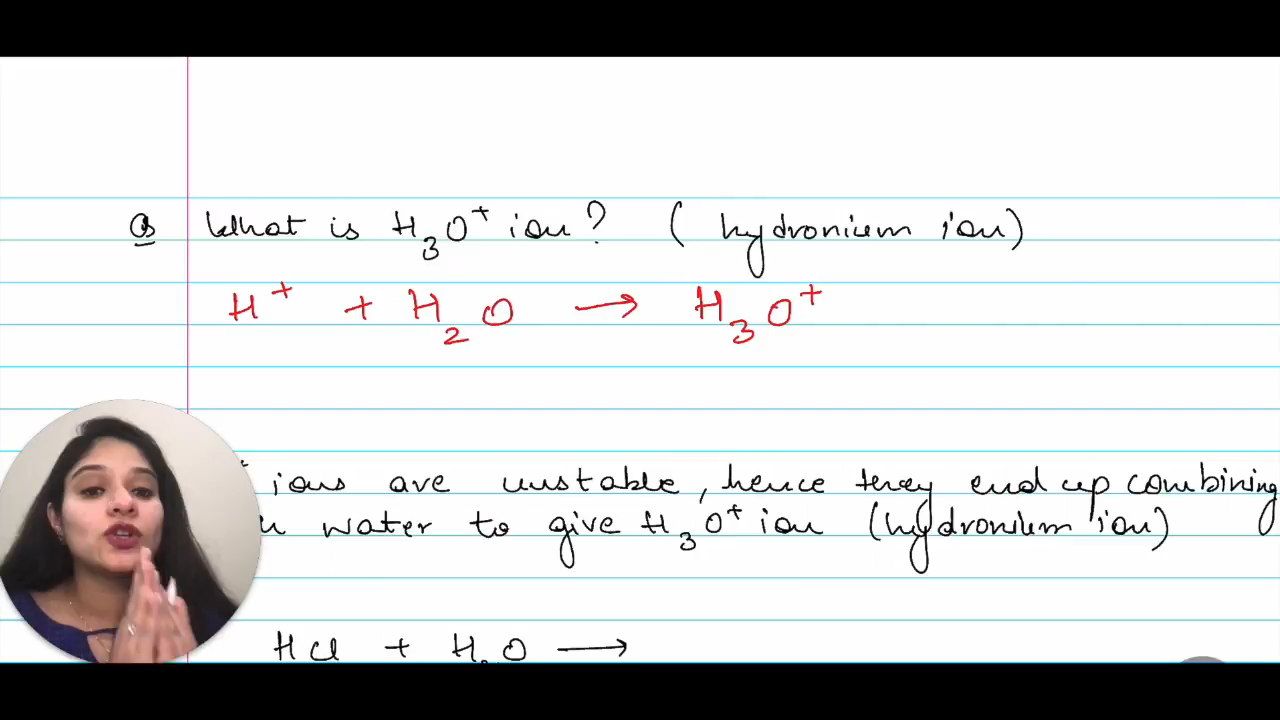 Q What is H₃O⁺ ion? ( hydronium ion)
H⁺ + H₂O → H₃O⁺
ions are unstable, hence they end up combining
water to give H₃O⁺ ion (hydronium ion)
HCl + H₂O →